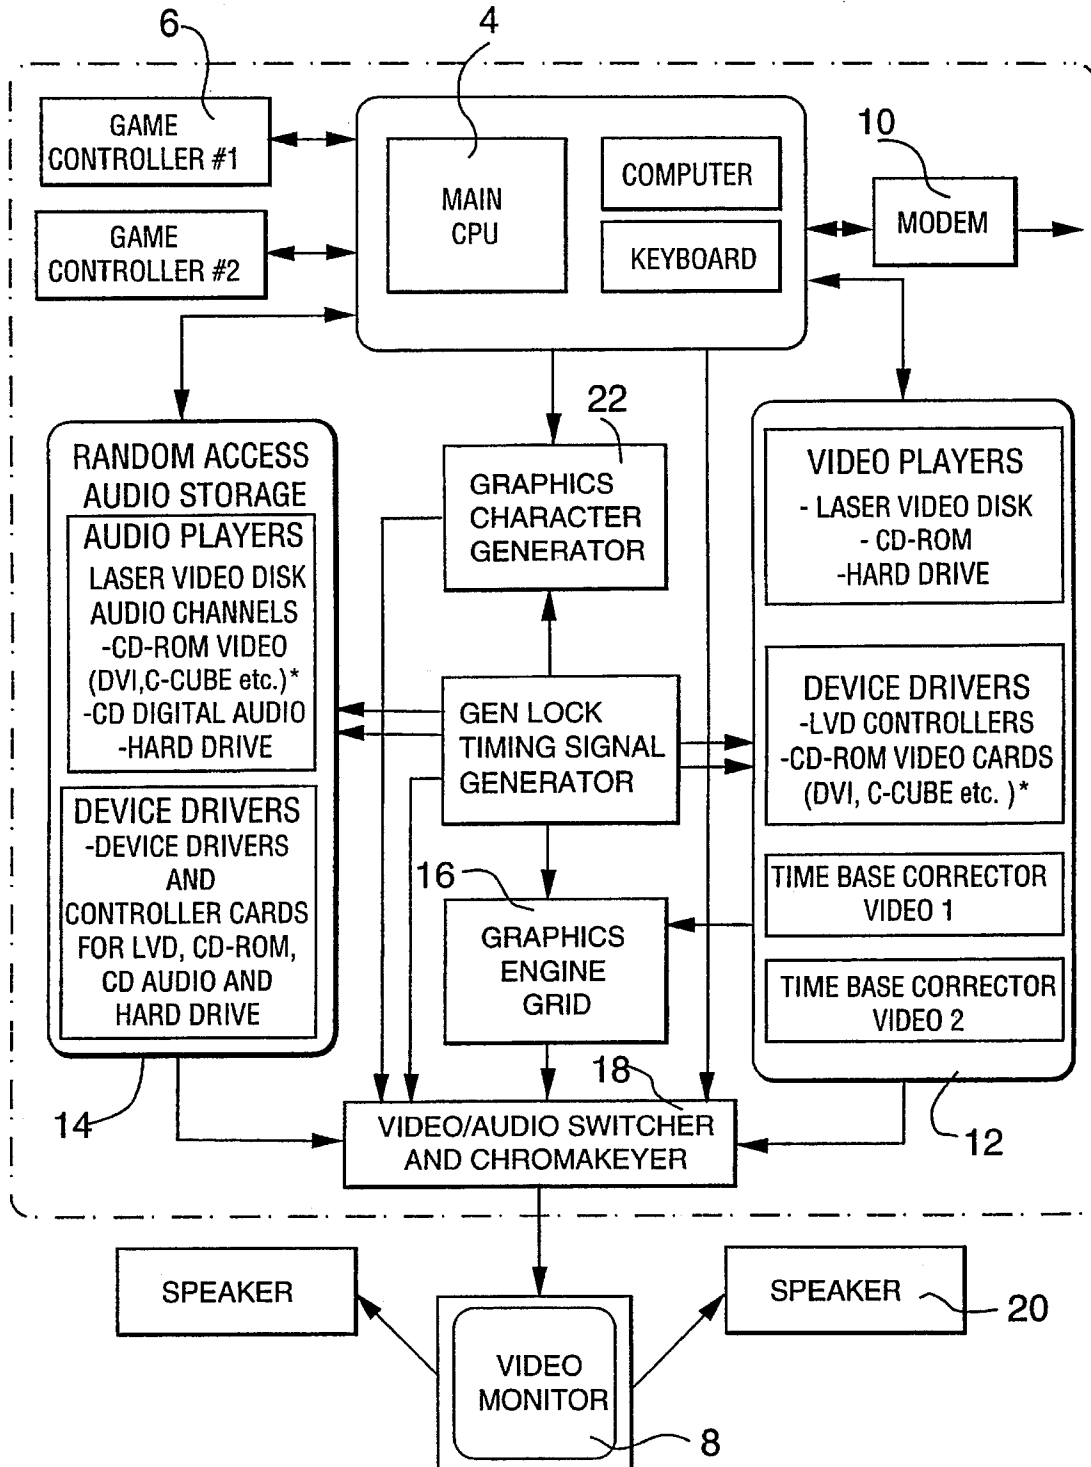 6
4
GAME
CONTROLLER #1
MAIN
CPU
COMPUTER
KEYBOARD
10
MODEM
GAME
CONTROLLER #2
22
RANDOM ACCESS
AUDIO STORAGE
AUDIO PLAYERS
LASER VIDEO DISK
AUDIO CHANNELS
-CD-ROM VIDEO
(DVI,C-CUBE etc.)*
-CD DIGITAL AUDIO
-HARD DRIVE
DEVICE DRIVERS
-DEVICE DRIVERS
AND
CONTROLLER CARDS
FOR LVD, CD-ROM,
CD AUDIO AND
HARD DRIVE
14
GRAPHICS
CHARACTER
GENERATOR
GEN LOCK
TIMING SIGNAL
GENERATOR
16
GRAPHICS
ENGINE
GRID
VIDEO PLAYERS
- LASER VIDEO DISK
- CD-ROM
-HARD DRIVE
DEVICE DRIVERS
-LVD CONTROLLERS
-CD-ROM VIDEO CARDS
(DVI, C-CUBE etc. )*
TIME BASE CORRECTOR
VIDEO 1
TIME BASE CORRECTOR
VIDEO 2
12
18
VIDEO/AUDIO SWITCHER
AND CHROMAKEYER
SPEAKER
SPEAKER
20
VIDEO
MONITOR
8